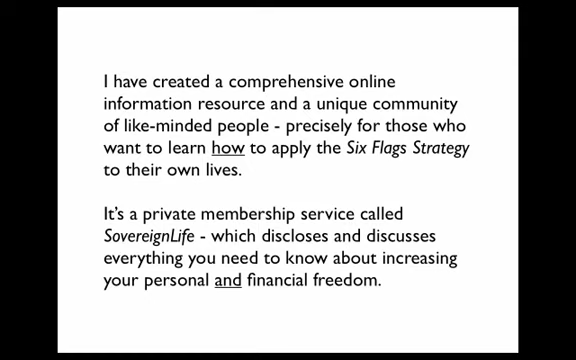 I have created a comprehensive online
information resource and a unique community
of like-minded people - precisely for those who
want to learn how to apply the Six Flags Strategy
to their own lives.
It's a private membership service called
SovereignLife - which discloses and discusses
everything you need to know about increasing
your personal and financial freedom.